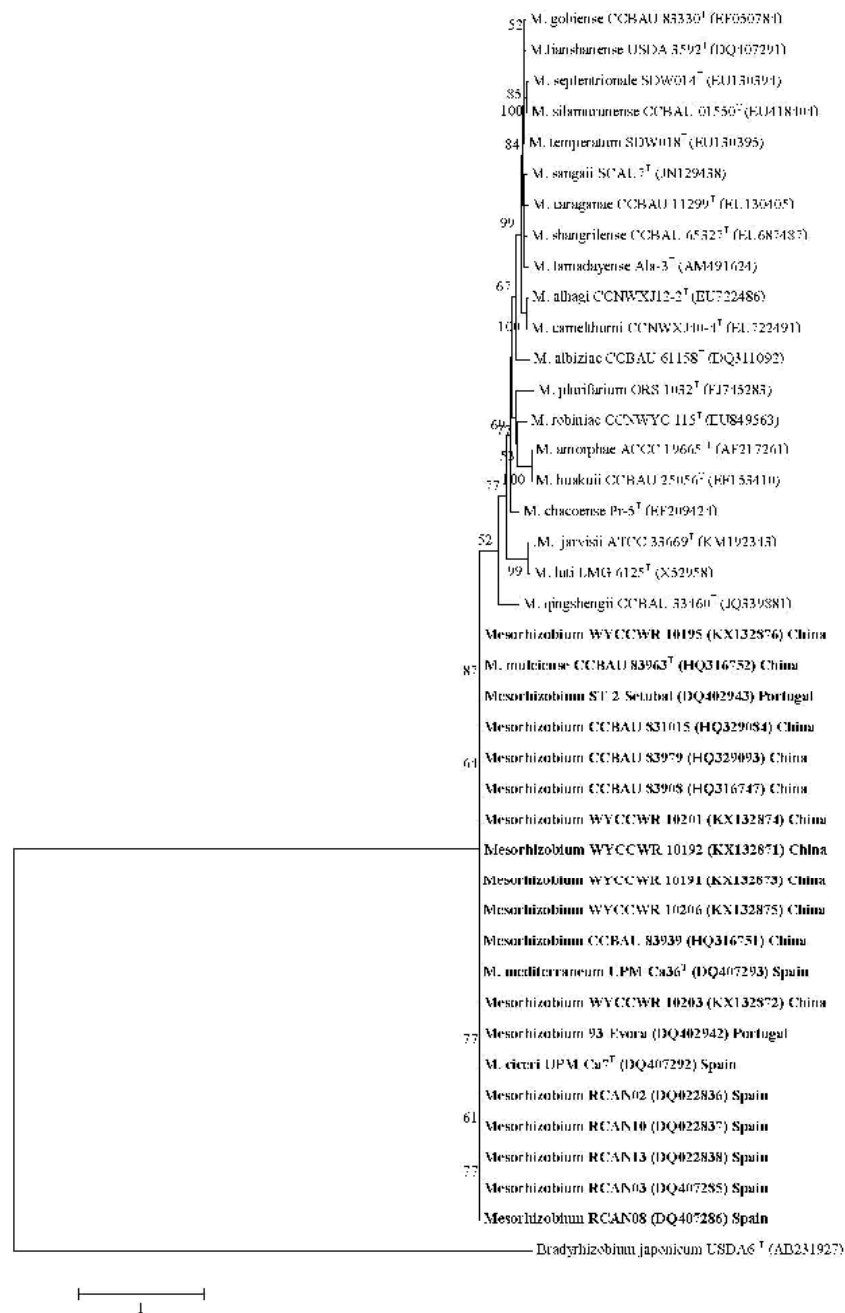 52
M. gobiense CCBAU 83330T (EF050784)
M.tianshanense USDA 3592T (DQ407291)
M. septentrionale SDW014T (EU130394)
85
100
M. silamurunense CCBAU 01550T (EU418404)
84
M. temperatum SDW018T (EU130395)
M. sangaii SCAU 7T (JN129438)
M. caraganae CCBAU 11299T (EU130405)
99
M. shangrilense CCBAU 65327T (EU687487)
M. tamadayense Ala-3T (AM491624)
67
M. alhagi CCNWXJ12-2T (EU722486)
100
M. camelthorni CCNWXJ40-4T (EU722491)
M. albiziae CCBAU 61158T (DQ311092)
M. plurifarium ORS 1032T (FJ745283)
M. robiniae CCNWYC 115T (EU849563)
M. amorphae ACCC 19665T (AF217261)
53
100
M. huakuii CCBAU 25056T (EF153410)
77
M. chacoense Pr-5T (EF209424)
52
.M. jarvisii ATCC 33669T (KM192343)
99
M. loti LMG 6125T (X52958)
M. qingshengii CCBAU 33460T (JQ339881)
Mesorhizobium WYCCWR 10195 (KX132876) China
87
M. muleiense CCBAU 83963T (HQ316752) China
Mesorhizobium ST 2 Setubal (DQ402943) Portugal
Mesorhizobium CCBAU 831015 (HQ329084) China
64
Mesorhizobium CCBAU 83979 (HQ329093) China
Mesorhizobium CCBAU 83908 (HQ316747) China
Mesorhizobium WYCCWR 10201 (KX132874) China
Mesorhizobium WYCCWR 10192 (KX132871) China
Mesorhizobium WYCCWR 10191 (KX132873) China
Mesorhizobium WYCCWR 10206 (KX132875) China
Mesorhizobium CCBAU 83939 (HQ316751) China
M. mediterraneum UPM Ca36T (DQ407293) Spain
Mesorhizobium WYCCWR 10203 (KX132872) China
77
Mesorhizobium 93 Evora (DQ402942) Portugal
M. ciceri UPM Ca7T (DQ407292) Spain
Mesorhizobium RCAN02 (DQ022836) Spain
61
Mesorhizobium RCAN10 (DQ022837) Spain
Mesorhizobium RCAN13 (DQ022838) Spain
77
Mesorhizobium RCAN03 (DQ407285) Spain
Mesorhizobium RCAN08 (DQ407286) Spain
Bradyrhizobium japonicum USDA6T (AB231927)
1